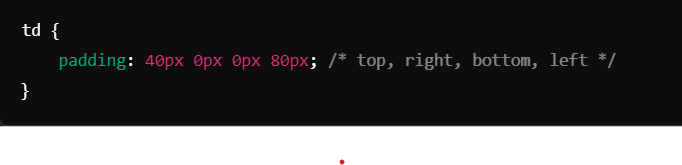 td {
    padding: 40px 0px 0px 80px; /* top, right, bottom, left */
}